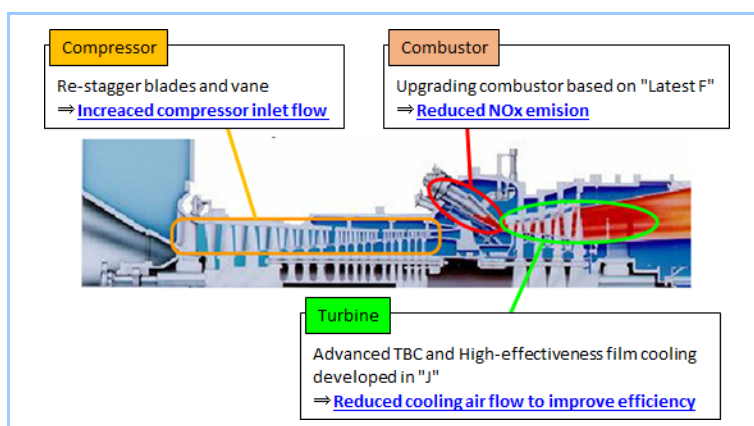 Compressor
Re-stagger blades and vane
⇒Increaced compressor inlet flow
Combustor
Upgrading combustor based on "Latest F"
⇒Reduced NOx emision
Turbine
Advanced TBC and High-effectiveness film cooling
developed in "J"
⇒Reduced cooling air flow to improve efficiency